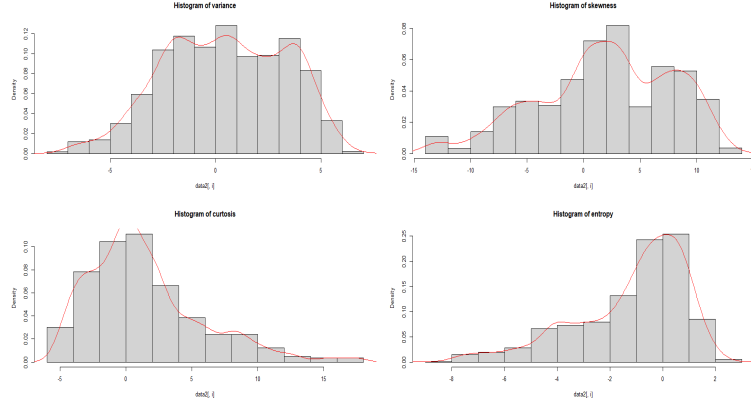 Histogram of variance
Density
0.00 0.02 0.04 0.06 0.08 0.10 0.12
-5 0 5
data2[, i]
Histogram of skewness
Density
0.00 0.02 0.04 0.06 0.08
-15 -10 -5 0 5 10
data2[, i]
Histogram of curtosis
Density
0.00 0.02 0.04 0.06 0.08 0.10
-5 0 5 10 15
data2[, i]
Histogram of entropy
Density
0.00 0.05 0.10 0.15 0.20 0.25
-8 -6 -4 -2 0 2
data2[, i]